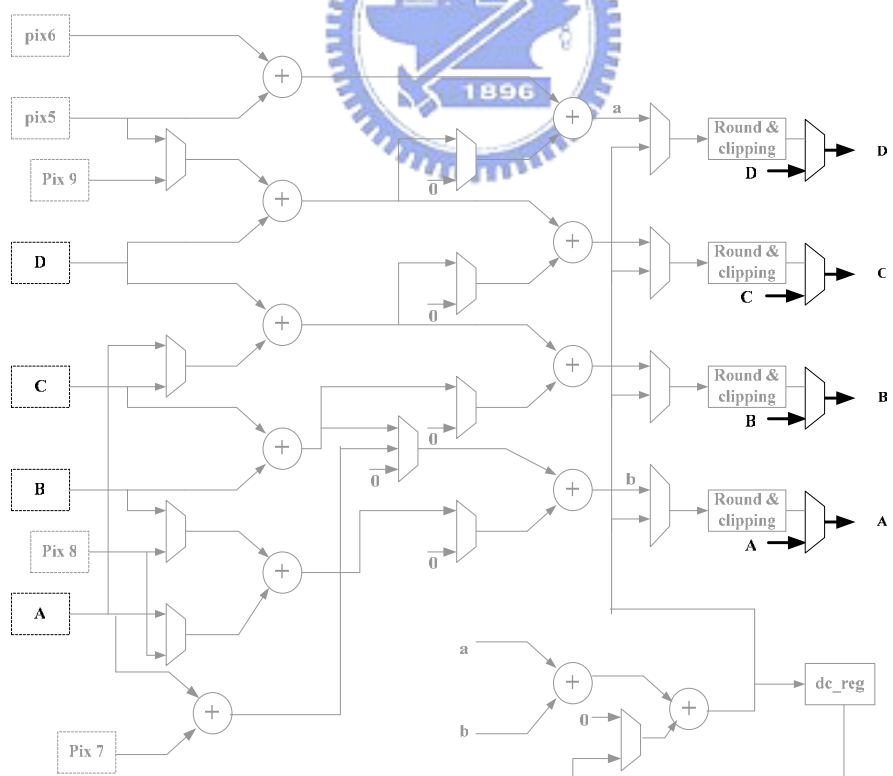 pix6
1896
pix5
a
Round &
clipping
D
D
Pix 9
0
D
Round &
clipping
C
C
0
C
Round &
clipping
B
B
0
0
B
b
Round &
clipping
A
A
Pix 8
0
A
a
dc_reg
0
b
Pix 7
+
+
+
+
+
+
+
+
+
+
+
+